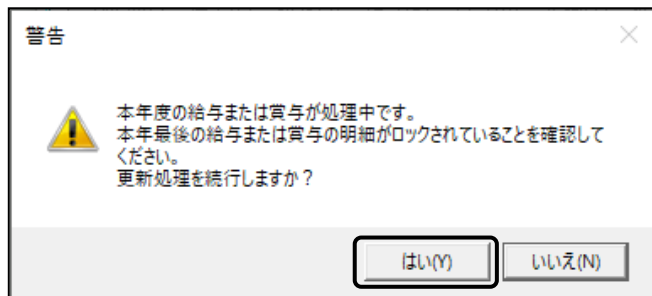 警告
本年度の給与または賞与が処理中です。
本年最後の給与または賞与の明細がロックされていることを確認して
ください。
更新処理を続行しますか？
はい(Y)
いいえ(N)